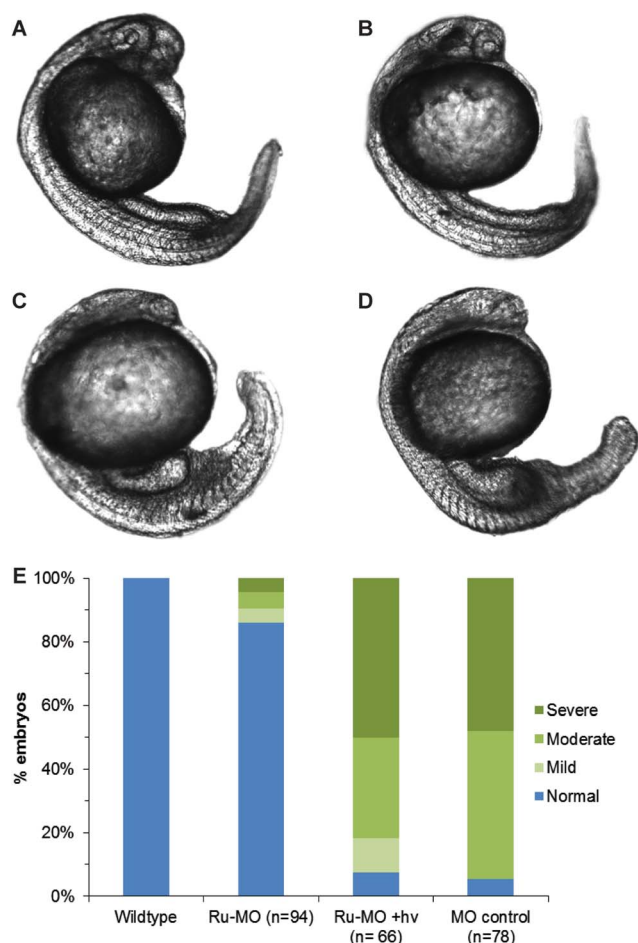 A
B
C
D
E
100%
80%
60%
40%
20%
0%
% embryos
Severe
Moderate
Mild
Normal
Wildtype
Ru-MO (n=94)
Ru-MO +hv
(n= 66)
MO control
(n=78)